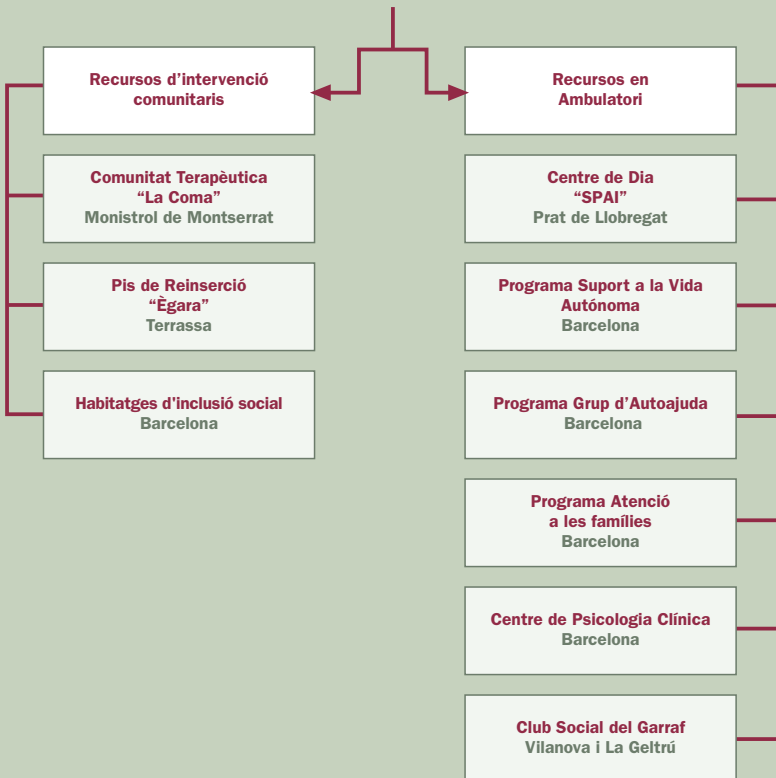 Recursos d’intervenció
comunitaris
Comunitat Terapèutica
“La Coma”
Monistrol de Montserrat
Pis de Reinserció
“Ègara”
Terrassa
Habitatges d'inclusió social
Barcelona
Recursos en
Ambulatori
Centre de Dia
“SPAI”
Prat de Llobregat
Programa Suport a la Vida
Autónoma
Barcelona
Programa Grup d’Autoajuda
Barcelona
Programa Atenció
a les famílies
Barcelona
Centre de Psicologia Clínica
Barcelona
Club Social del Garraf
Vilanova i La Geltrú